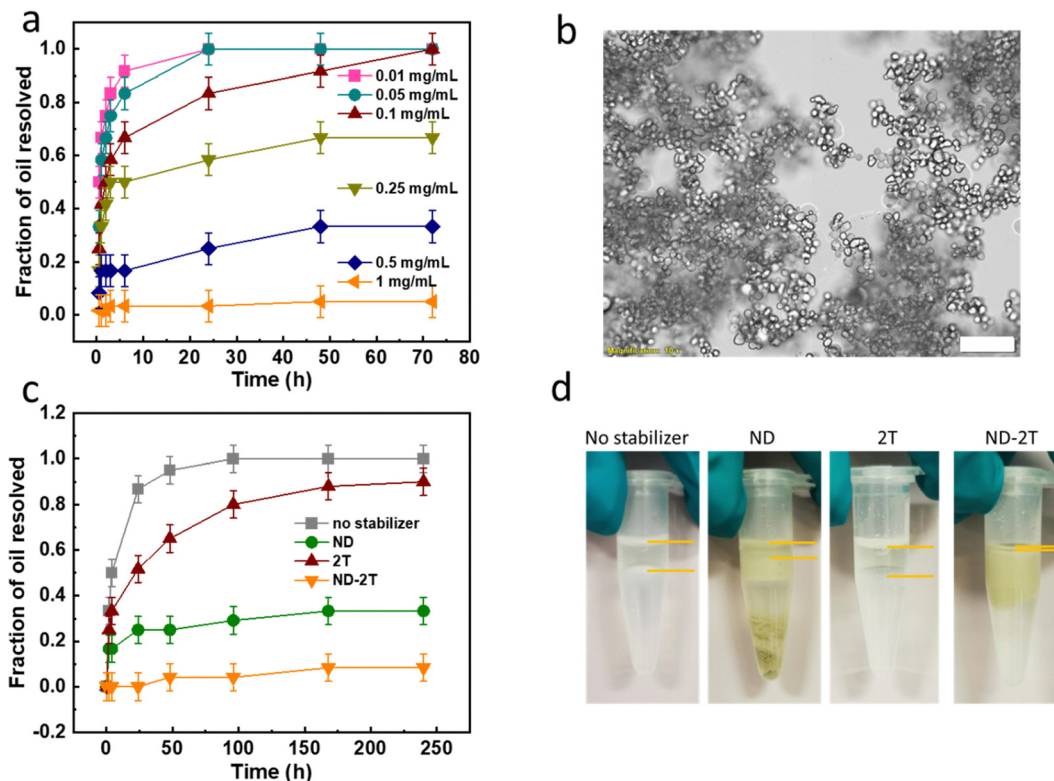 a
Fraction of oil resolved
1.0
0.8
0.6
0.4
0.2
0.0
0.01 mg/mL
0.05 mg/mL
0.1 mg/mL
0.25 mg/mL
0.5 mg/mL
1 mg/mL
0 10 20 30 40 50 60 70 80
Time (h)
b
Magnification: 10 x
c
Fraction of oil resolved
1.2
1.0
0.8
0.6
0.4
0.2
0.0
-0.2
no stabilizer
ND
2T
ND-2T
0 50 100 150 200 250
Time (h)
d
No stabilizer ND 2T ND-2T